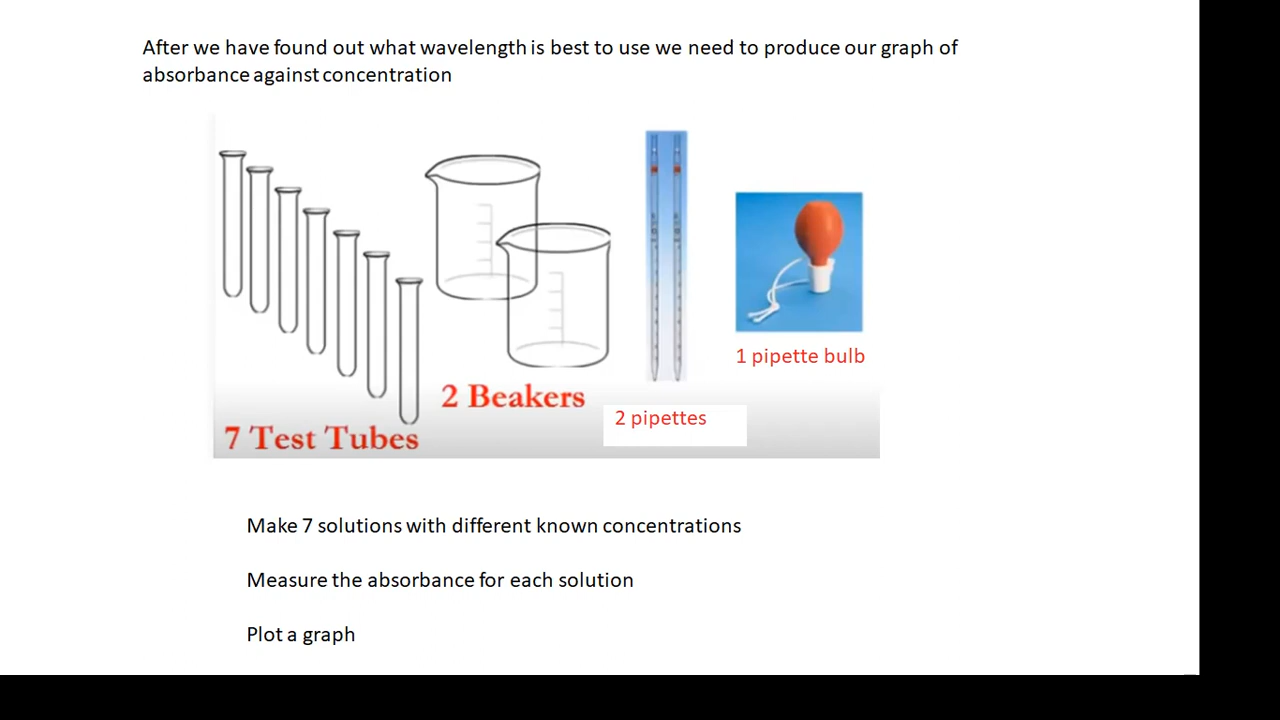 After we have found out what wavelength is best to use we need to produce our graph of
absorbance against concentration
1 pipette bulb
2 Beakers
2 pipettes
7 Test Tubes
Make 7 solutions with different known concentrations
Measure the absorbance for each solution
Plot a graph